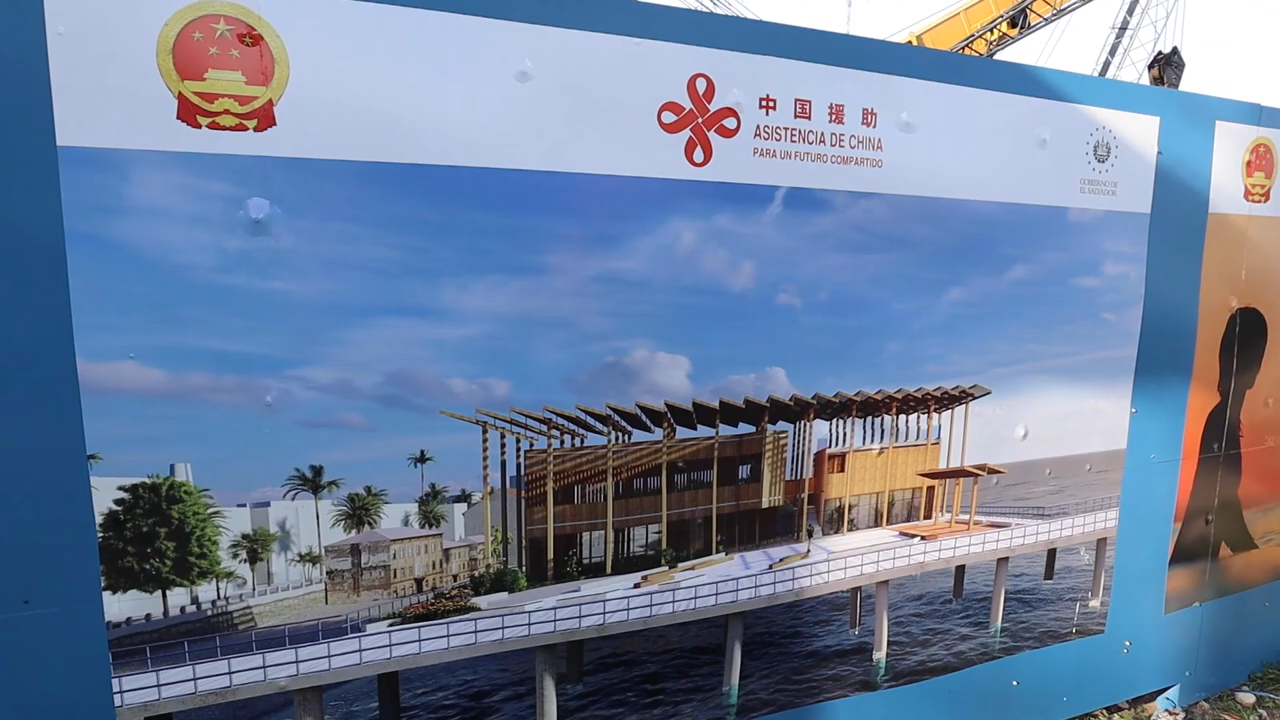 中国援助
ASISTENCIA DE CHINA
PARA UN FUTURO COMPARTIDO
GOBIERNO DE
EL SALVADOR